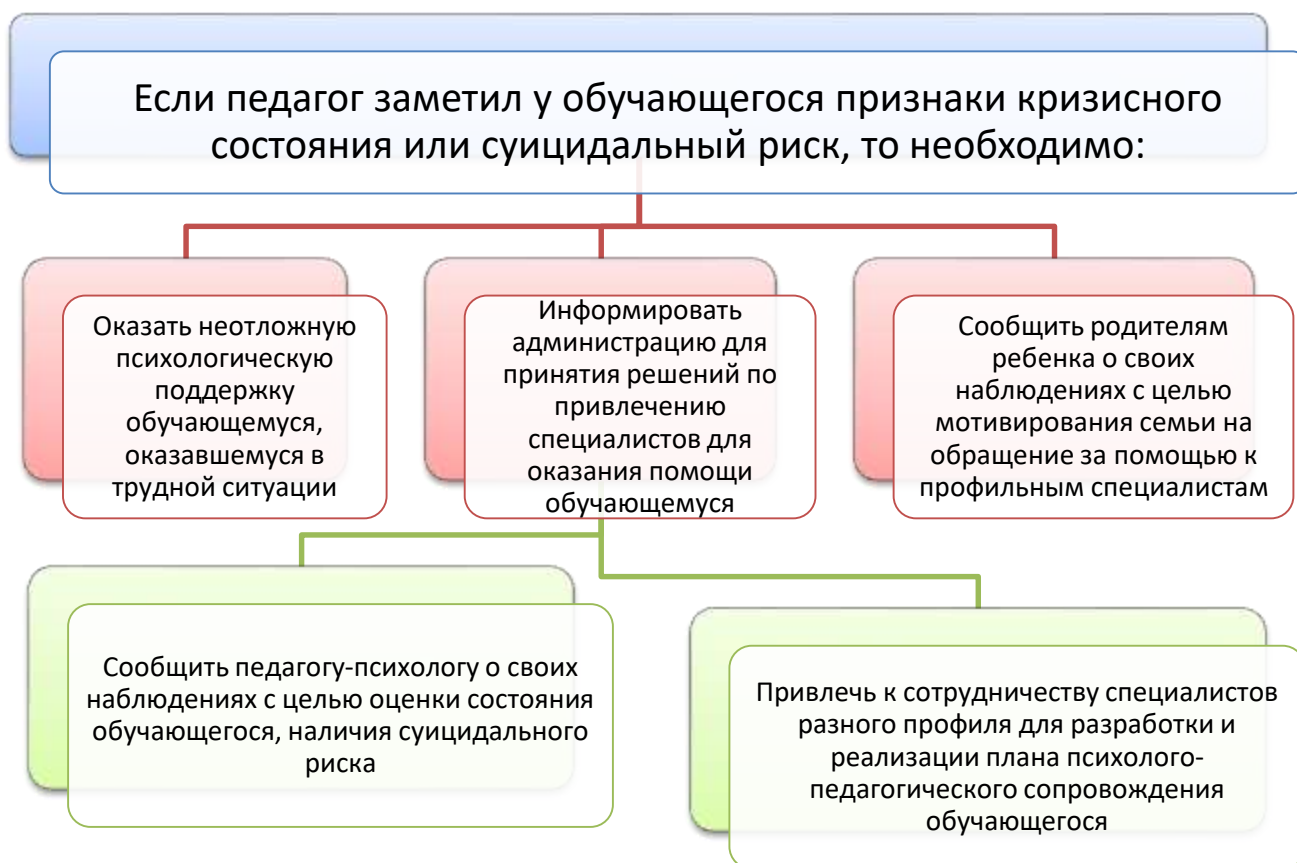 Если педагог заметил у обучающегося признаки кризисного
состояния или суицидальный риск, то необходимо:
Оказать неотложную
психологическую
поддержку
обучающемуся,
оказавшемуся в
трудной ситуации
Информировать
администрацию для
принятия решений по
привлечению
специалистов для
оказания помощи
обучающемуся
Сообщить родителям
ребенка о своих
наблюдениях с целью
мотивирования семьи на
обращение за помощью к
профильным специалистам
Сообщить педагогу-психологу о своих
наблюдениях с целью оценки состояния
обучающегося, наличия суицидального
риска
Привлечь к сотрудничеству специалистов
разного профиля для разработки и
реализации плана психолого-
педагогического сопровождения
обучающегося